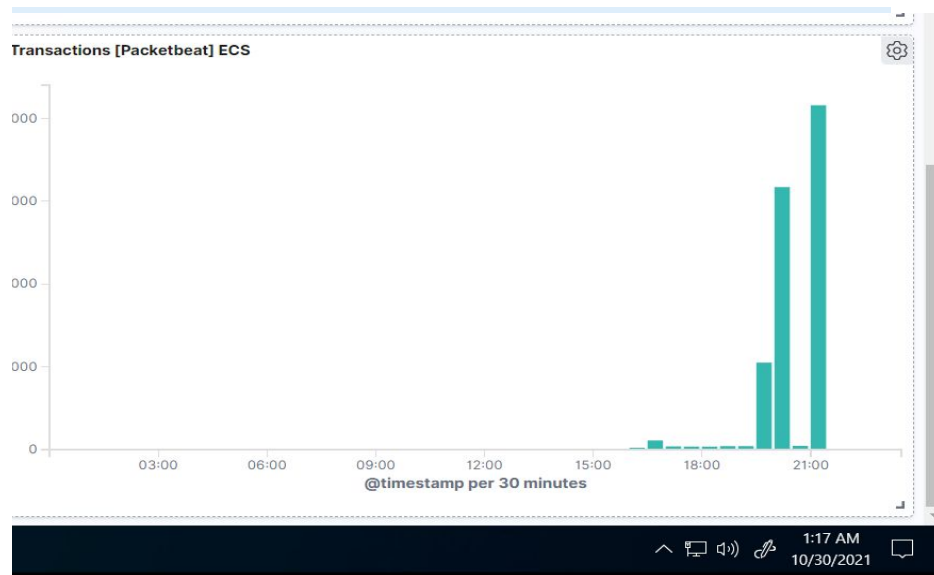 Transactions [Packetbeat] ECS
000
000
000
000
0
03:00 06:00 09:00 12:00 15:00 18:00 21:00
@timestamp per 30 minutes
1:17 AM
10/30/2021